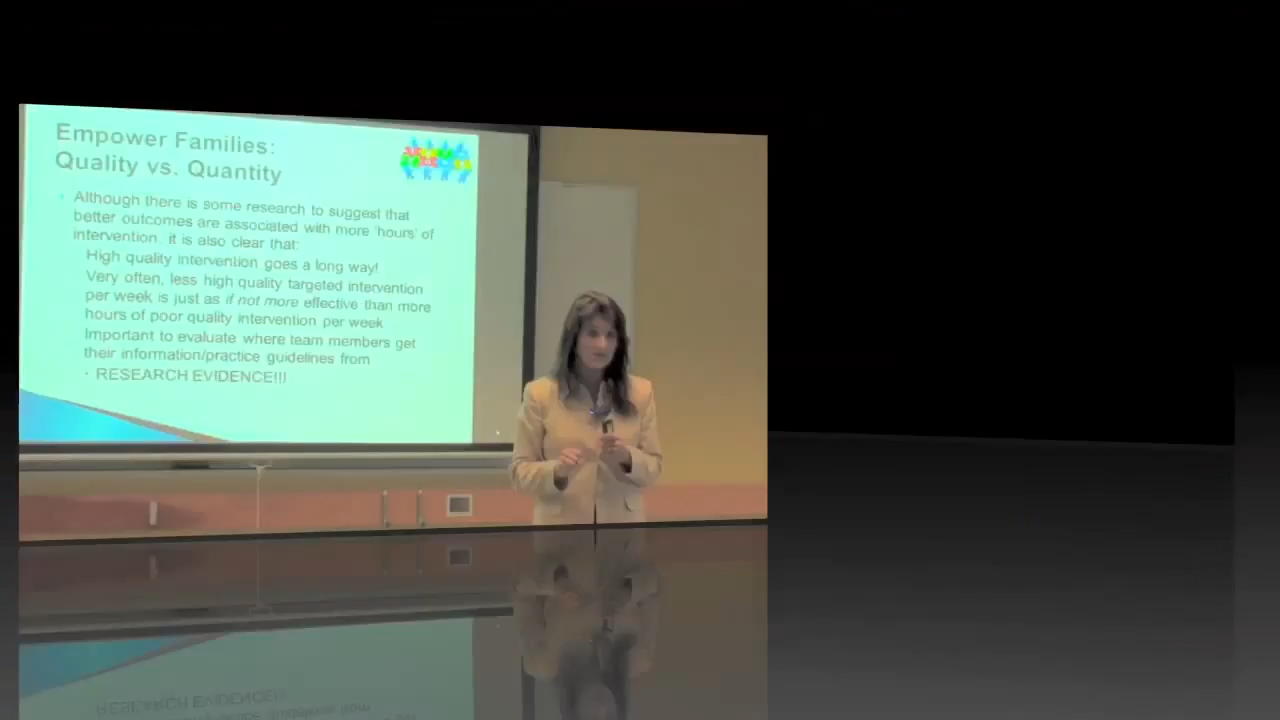 Empower Families:
Quality vs. Quantity
Although there is some research to suggest that
better outcomes are associated with more 'hours' of
intervention, it is also clear that:
High quality intervention goes a long way!
Very often, less high quality targeted intervention
per week is just as if not more effective than more
hours of poor quality intervention per week
Important to evaluate where team members get
their information/practice guidelines from
• RESEARCH EVIDENCE!!!